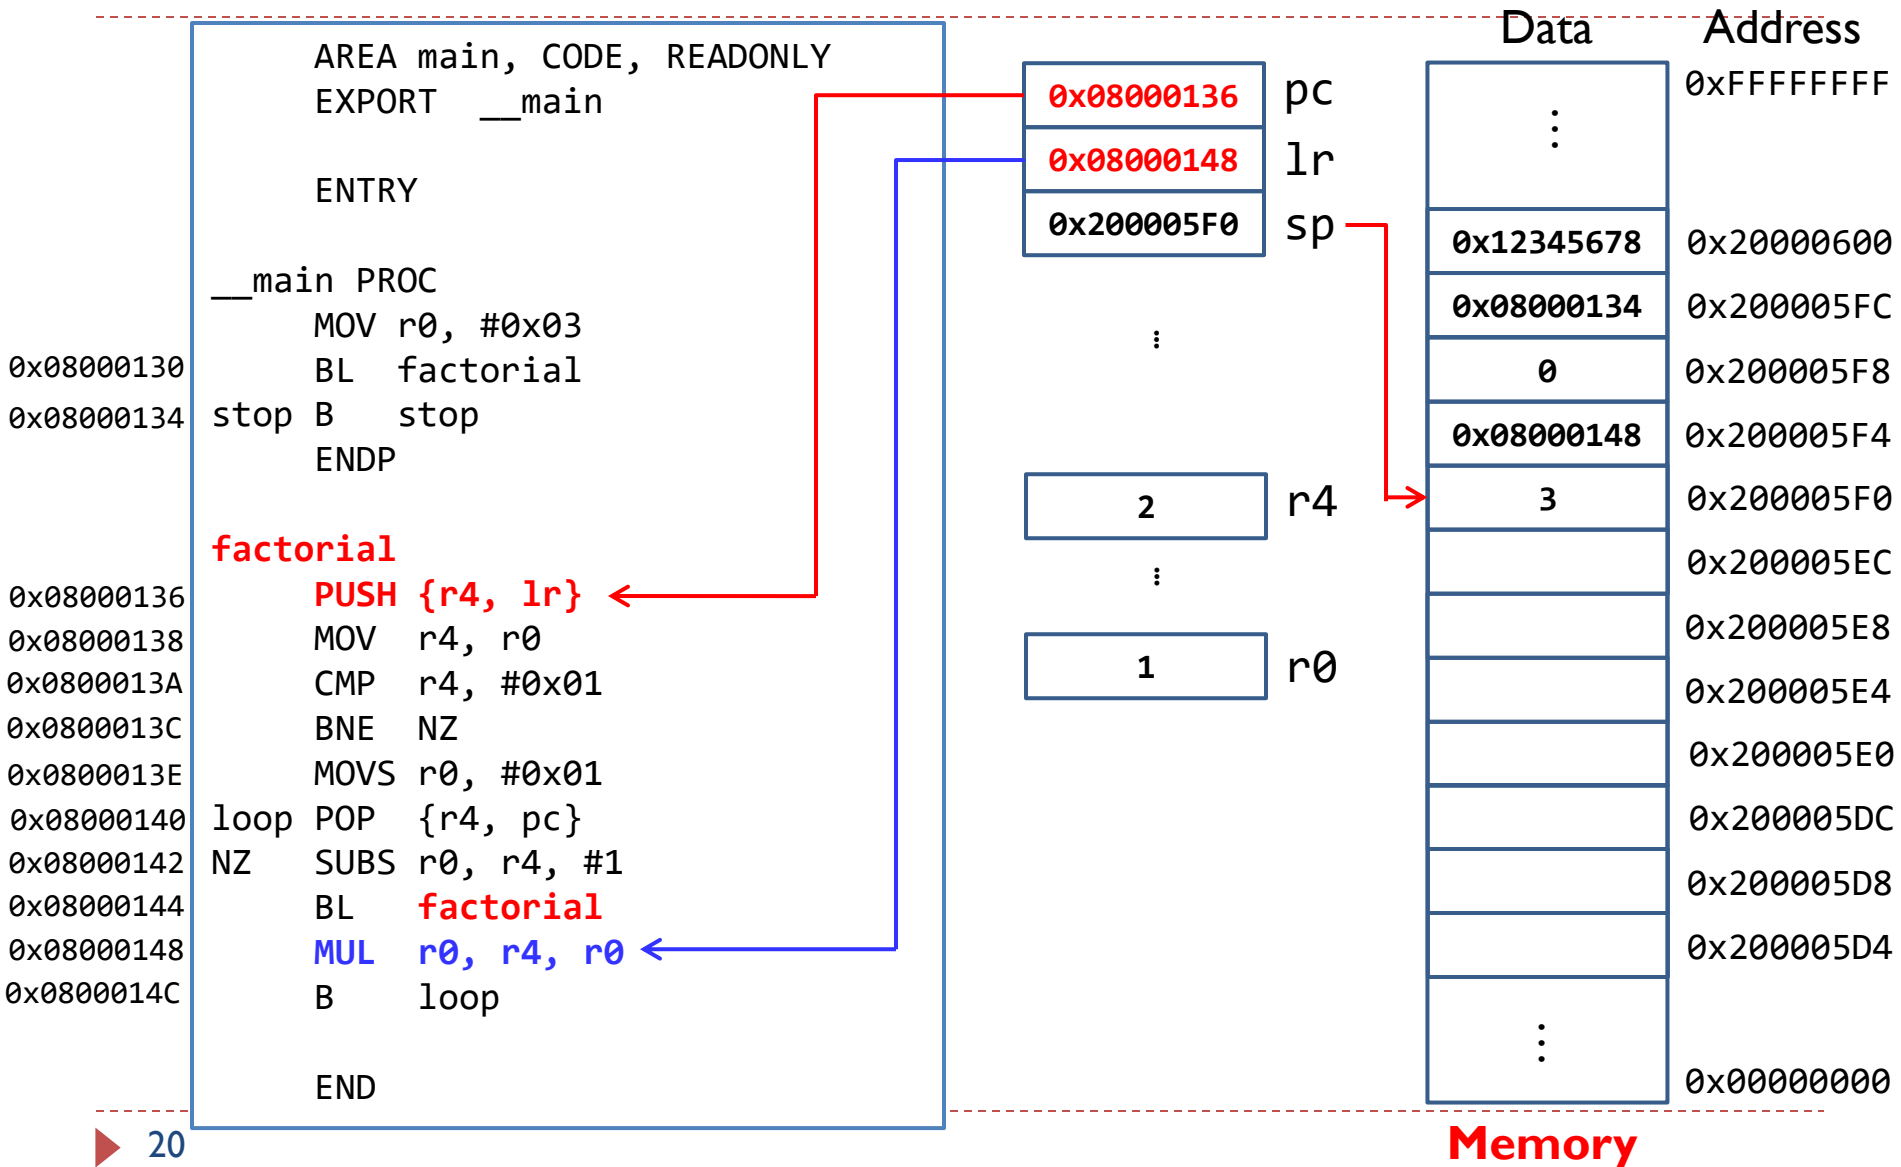 AREA main, CODE, READONLY
EXPORT __main
ENTRY
__main PROC
MOV r0, #0x03
0x08000130 BL factorial
0x08000134 stop B stop
ENDP
factorial
0x08000136 PUSH {r4, lr}
0x08000138 MOV r4, r0
0x0800013A CMP r4, #0x01
0x0800013C BNE NZ
0x0800013E MOVS r0, #0x01
0x08000140 loop POP {r4, pc}
0x08000142 NZ SUBS r0, r4, #1
0x08000144 BL factorial
0x08000148 MUL r0, r4, r0
0x0800014C B loop
END
0x08000136 pc
0x08000148 lr
0x200005F0 sp
⋮
2 r4
⋮
1 r0
Data Address
0xFFFFFFFF
⋮
0x12345678 0x20000600
0x08000134 0x200005FC
0 0x200005F8
0x08000148 0x200005F4
3 0x200005F0
0x200005EC
0x200005E8
0x200005E4
0x200005E0
0x200005DC
0x200005D8
0x200005D4
⋮
0x00000000
Memory
20